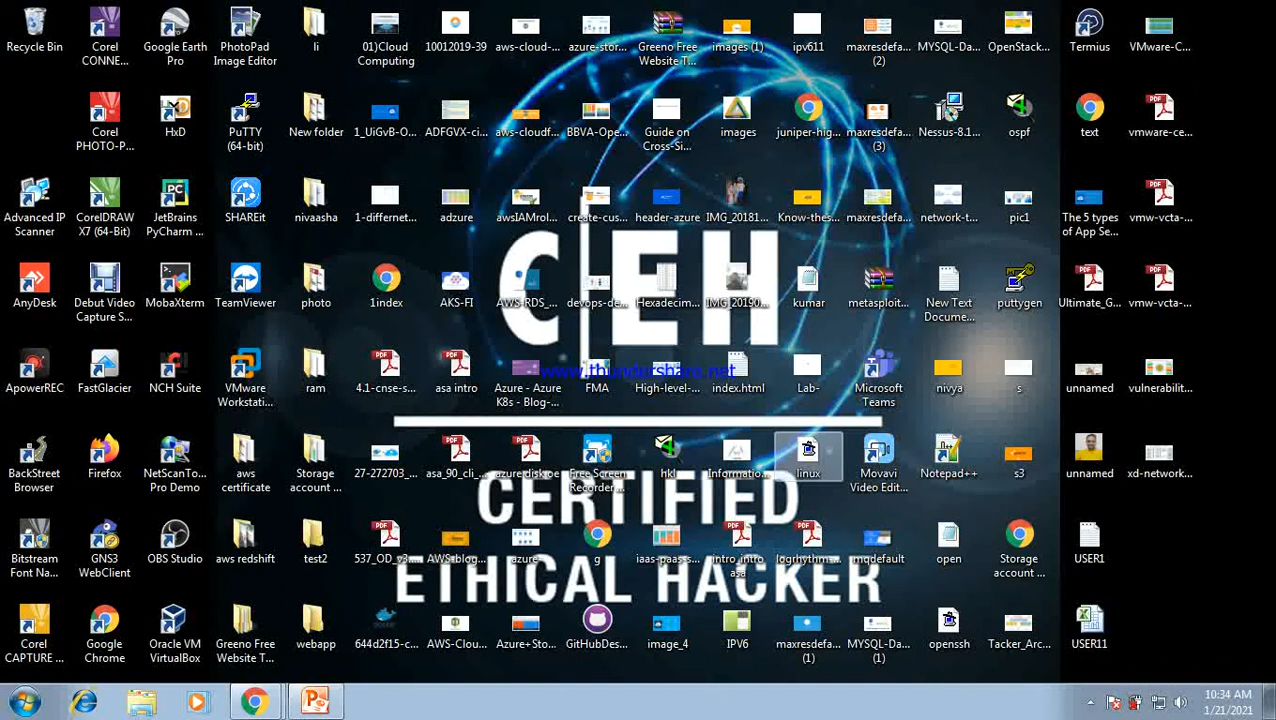 Recycle Bin
Corel
CONNE...
Google Earth
Pro
PhotoPad
Image Editor
li
01)Cloud
Computing
10012019-39
aws-cloud-...
azure-stor...
Greeno Free
Website T...
images (1)
ipv611
maxresdefa...
(2)
MYSQL-Da...
OpenStack...
Termius
VMware-C...
Corel
PHOTO-P...
HxD
PuTTY
(64-bit)
New folder
1_UiGvB-O...
ADFGVX-ci...
aws-cloudf...
BBVA-Ope...
Guide on
Cross-Si...
images
juniper-hig...
maxresdefa...
(3)
Nessus-8.1...
ospf
text
vmware-ce...
Advanced IP
Scanner
CorelDRAW
X7 (64-Bit)
JetBrains
PyCharm ...
SHAREit
nivaasha
1-differnet...
adzure
awsIAMrol...
create-cus...
header-azure
IMG_20181...
Know-thes...
maxresdefa...
network-t...
pic1
The 5 types
of App Se...
vmw-vcta-...
AnyDesk
Debut Video
Capture S...
MobaXterm
TeamViewer
photo
1index
AKS-FI
AWS-RDS_...
devops-de...
Hexadecim...
IMG_20190...
kumar
metasploit...
New Text
Docume...
puttygen
Ultimate_G...
vmw-vcta-...
C|EH
www.thundershare.net
ApowerREC
FastGlacier
NCH Suite
VMware
Workstati...
ram
4.1-cnse-s...
asa intro
Azure - Azure
K8s - Blog-...
FMA
High-level-...
index.html
Lab-
Microsoft
Teams
nivya
s
unnamed
vulnerabilit...
BackStreet
Browser
Firefox
NetScanTo...
Pro Demo
aws
certificate
Storage
account ...
27-272703_...
asa_90_cli_...
azure disk pe
Free Screen
Recorder ...
hkl
Informatio...
linux
Movavi
Video Edit...
Notepad++
s3
unnamed
xd-network...
CERTIFIED
Bitstream
Font Na...
GNS3
WebClient
OBS Studio
aws redshift
test2
537_OD_v3...
AWS-blog...
azure-
g
iaas-paas-s...
intro intro
asa
logrhythm...
mqdefault
open
Storage
account ...
USER1
ETHICAL HACKER
Corel
CAPTURE ...
Google
Chrome
Oracle VM
VirtualBox
Greeno Free
Website T...
webapp
644d2f15-c...
AWS-Clou...
Azure+Sto...
GitHubDes...
image_4
IPV6
maxresdefa...
(1)
MYSQL-Da...
(1)
openssh
Tacker_Arc...
USER11
10:34 AM
1/21/2021